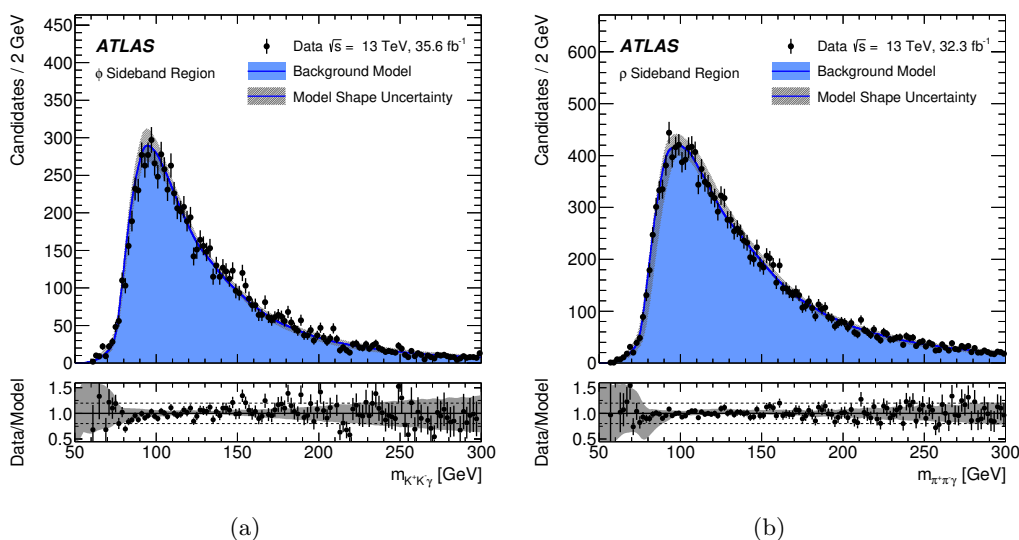 Candidates / 2 GeV
450
400
350
300
250
200
150
100
50
0
ATLAS
ϕ Sideband Region
Data √s = 13 TeV, 35.6 fb⁻¹
Background Model
Model Shape Uncertainty
Data/Model
1.5
1.0
0.5
50 100 150 200 250 300
m_K⁺K⁻γ [GeV]
(a)
Candidates / 2 GeV
600
500
400
300
200
100
0
ATLAS
ρ Sideband Region
Data √s = 13 TeV, 32.3 fb⁻¹
Background Model
Model Shape Uncertainty
Data/Model
1.5
1.0
0.5
50 100 150 200 250 300
m_π⁺π⁻γ [GeV]
(b)